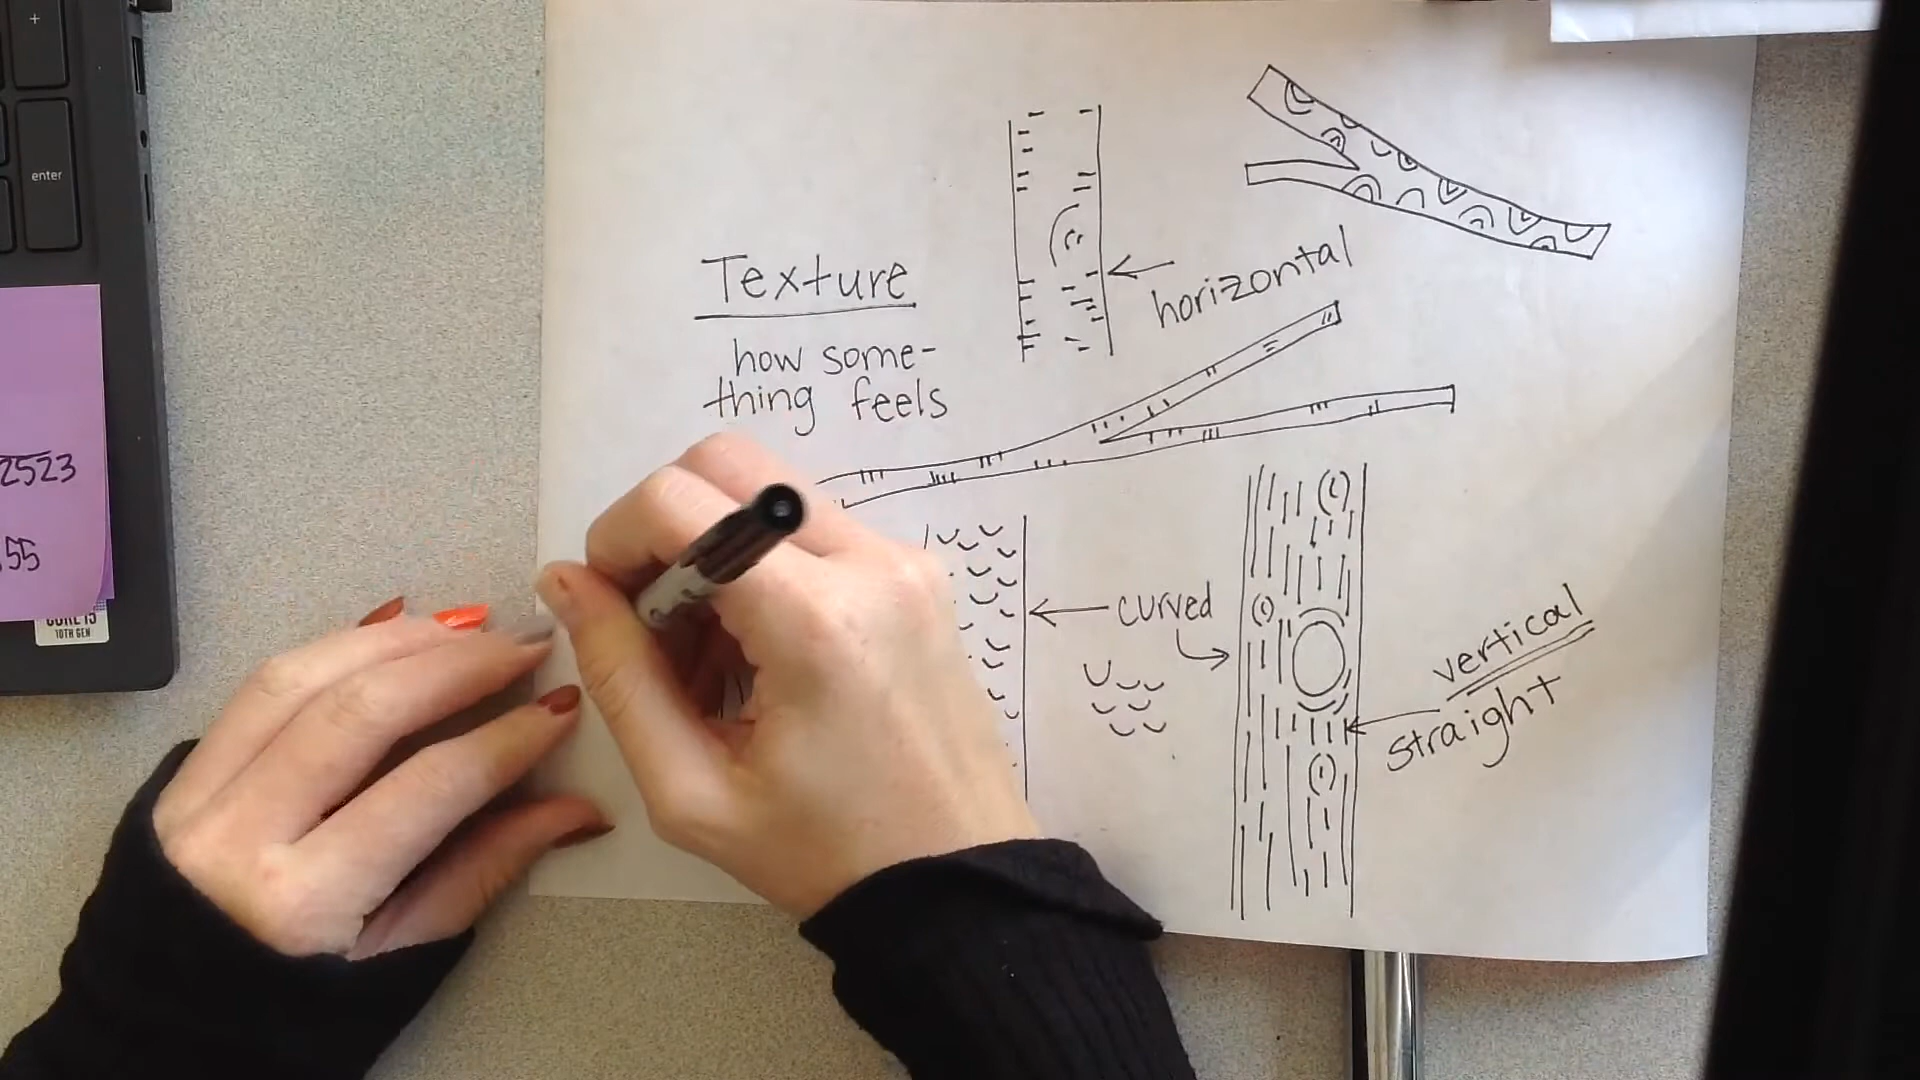 +
enter
2523
55
CORE i5
10TH GEN
Texture
how some-
thing feels
horizontal
curved
vertical
straight